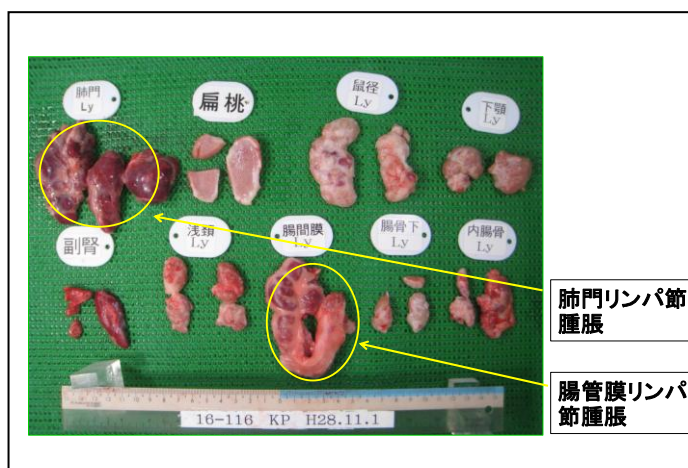 肺門
Ly
扁桃
鼠径
Ly
下顎
Ly
副腎
浅頚
Ly
腸間膜
Ly
腸骨下
Ly
内腸骨
Ly
肺門リンパ節
腫脹
腸管膜リンパ
節腫脹
16-116 KP H28.11.1